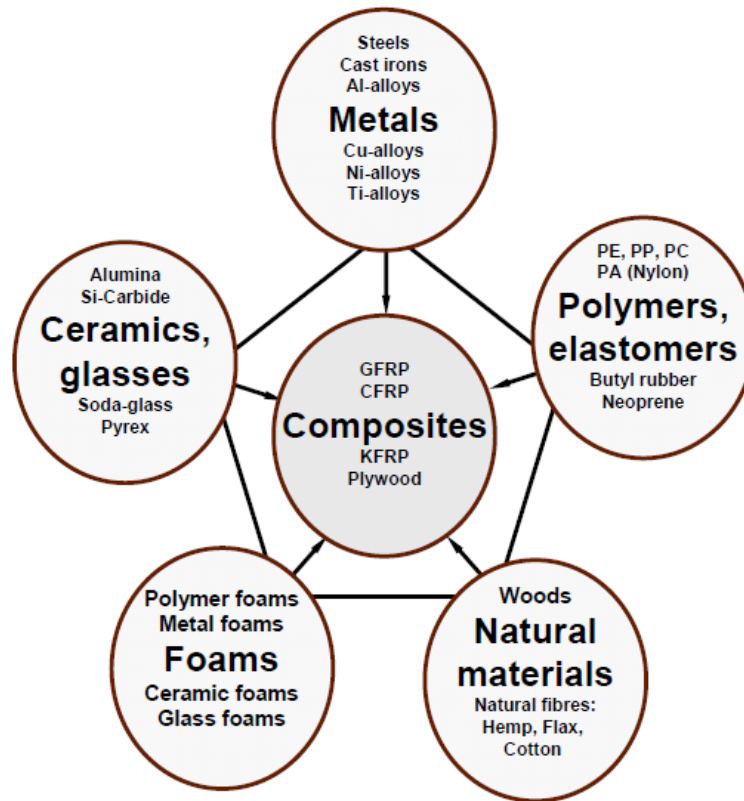 Steels
Cast irons
Al-alloys
Metals
Cu-alloys
Ni-alloys
Ti-alloys
Alumina
Si-Carbide
Ceramics,
glasses
Soda-glass
Pyrex
PE, PP, PC
PA (Nylon)
Polymers,
elastomers
Butyl rubber
Neoprene
GFRP
CFRP
Composites
KFRP
Plywood
Polymer foams
Metal foams
Foams
Ceramic foams
Glass foams
Woods
Natural
materials
Natural fibres:
Hemp, Flax,
Cotton